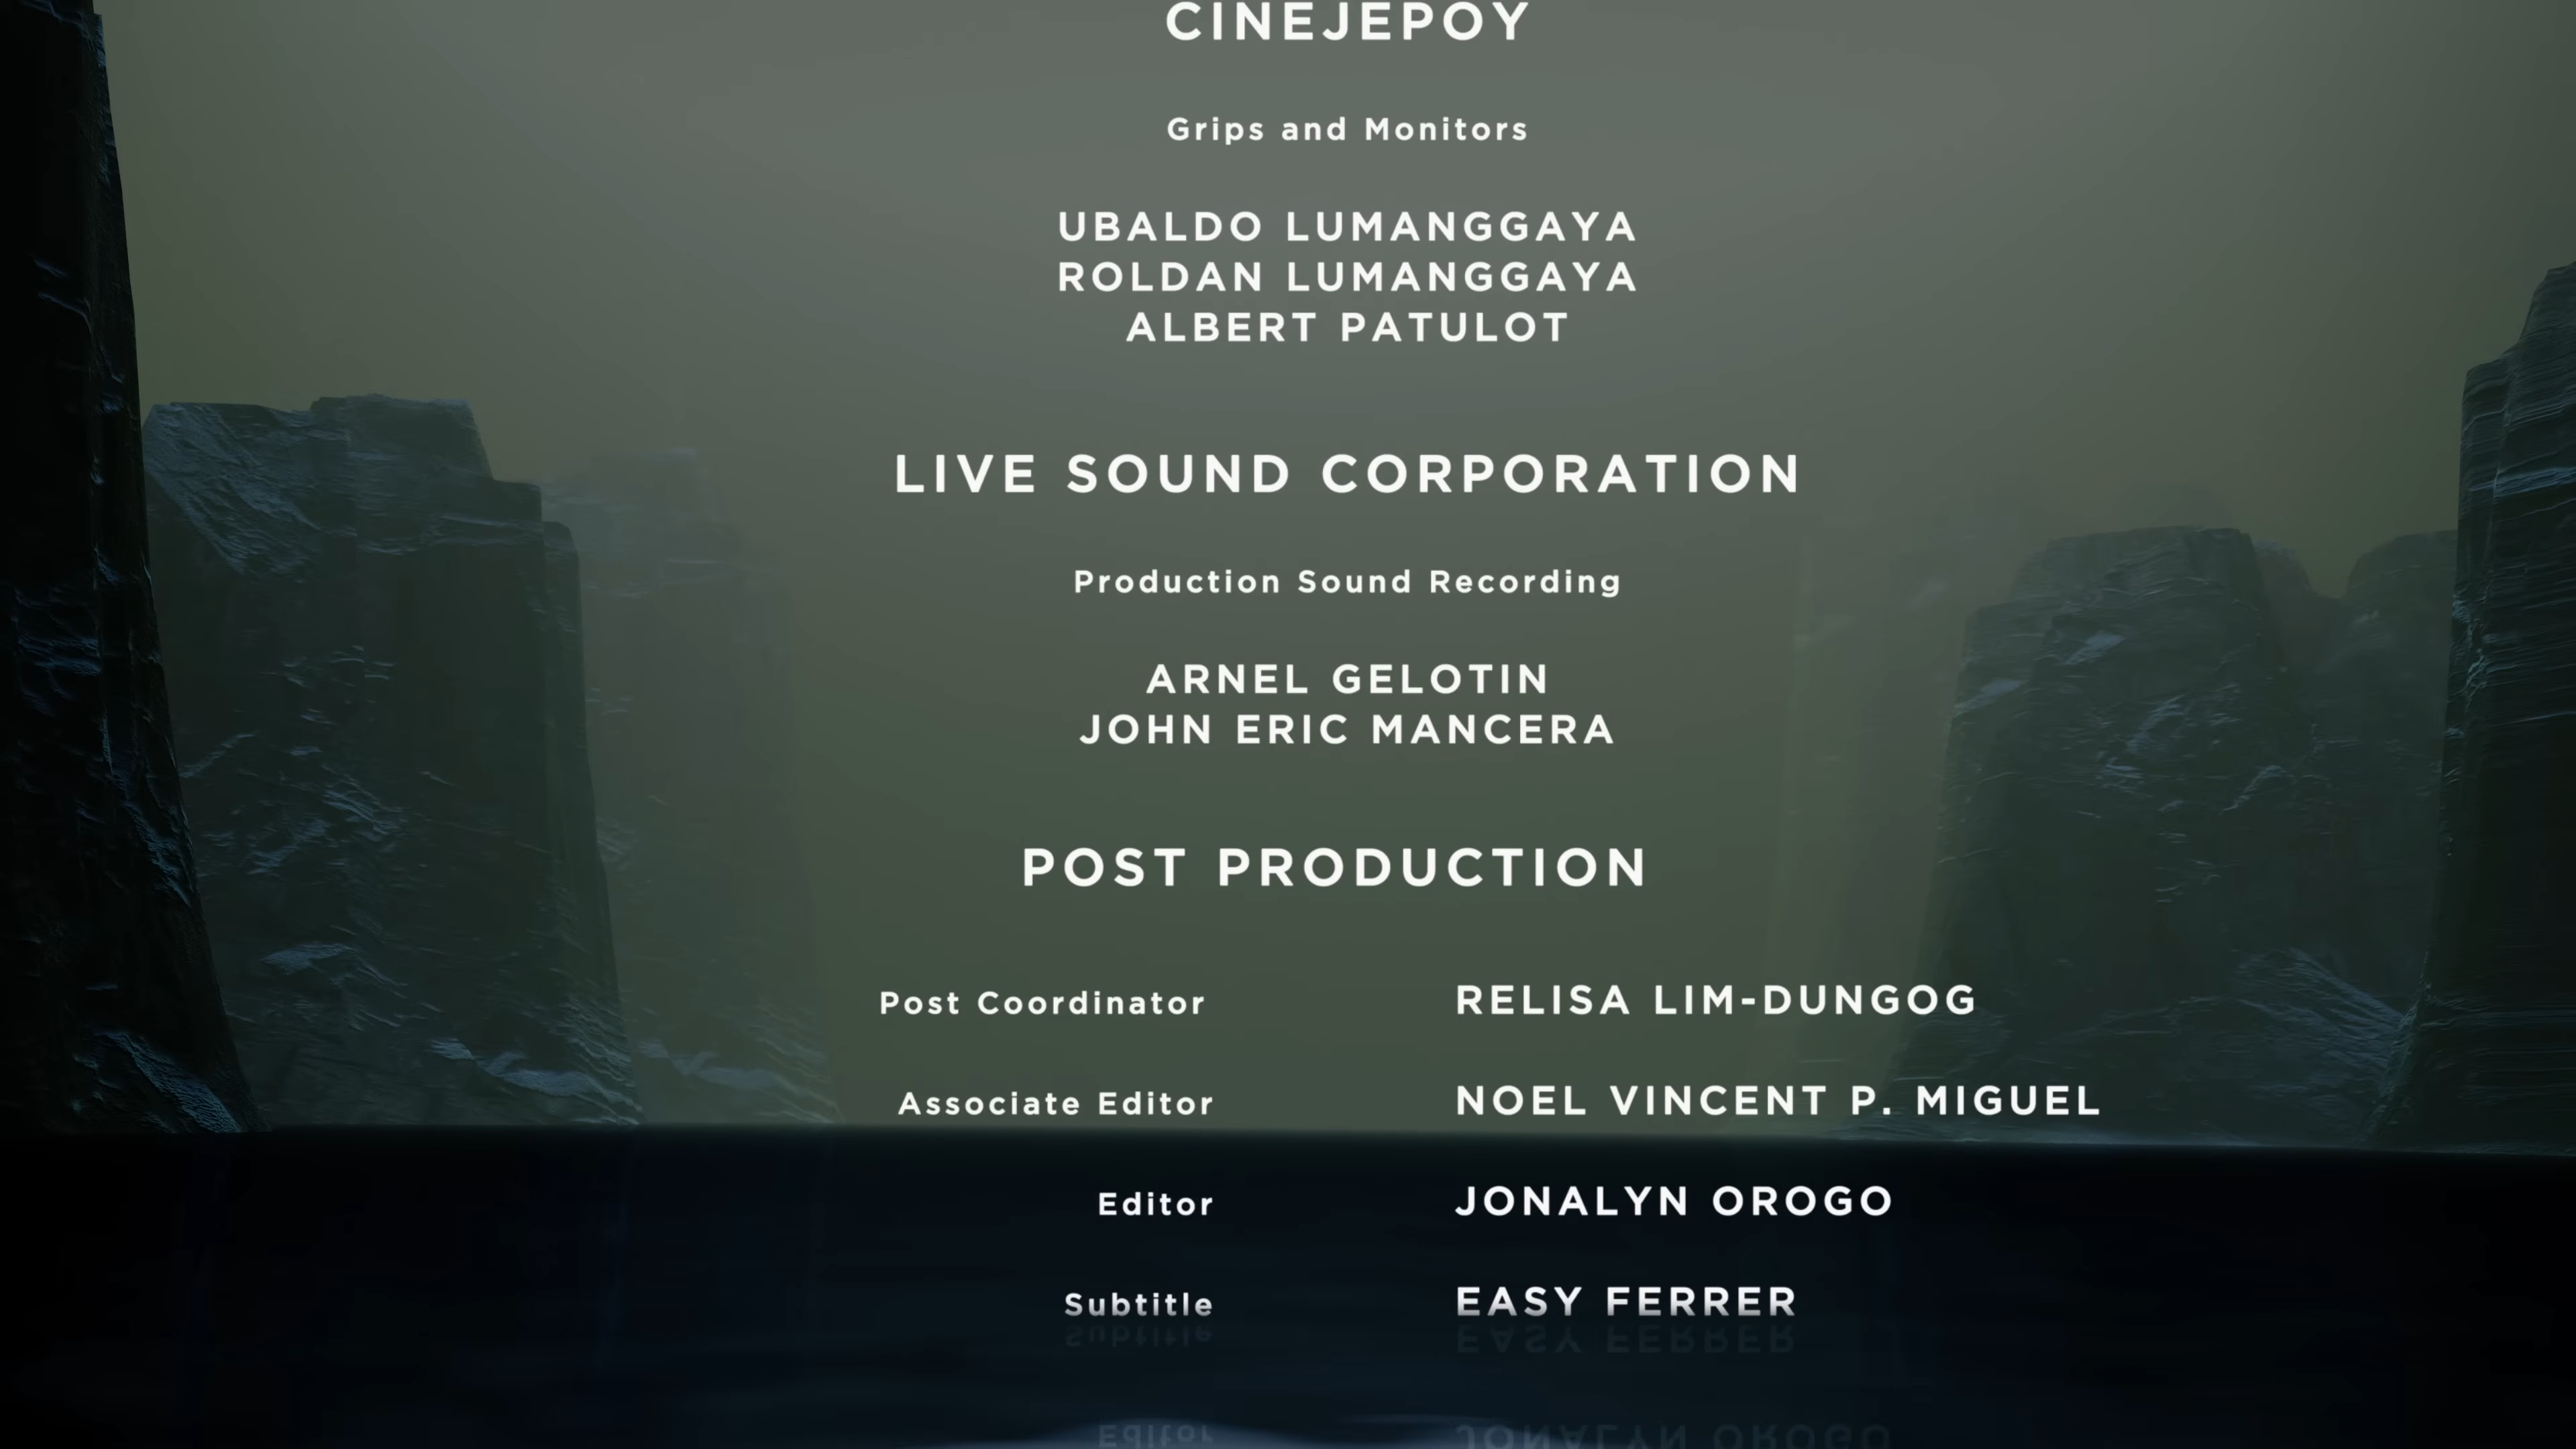 CINEJEPOY
Grips and Monitors
UBALDO LUMANGGAYA
ROLDAN LUMANGGAYA
ALBERT PATULOT
LIVE SOUND CORPORATION
Production Sound Recording
ARNEL GELOTIN
JOHN ERIC MANCERA
POST PRODUCTION
Post Coordinator RELISA LIM-DUNGOG
Associate Editor NOEL VINCENT P. MIGUEL
Editor JONALYN OROGO
Subtitle EASY FERRER